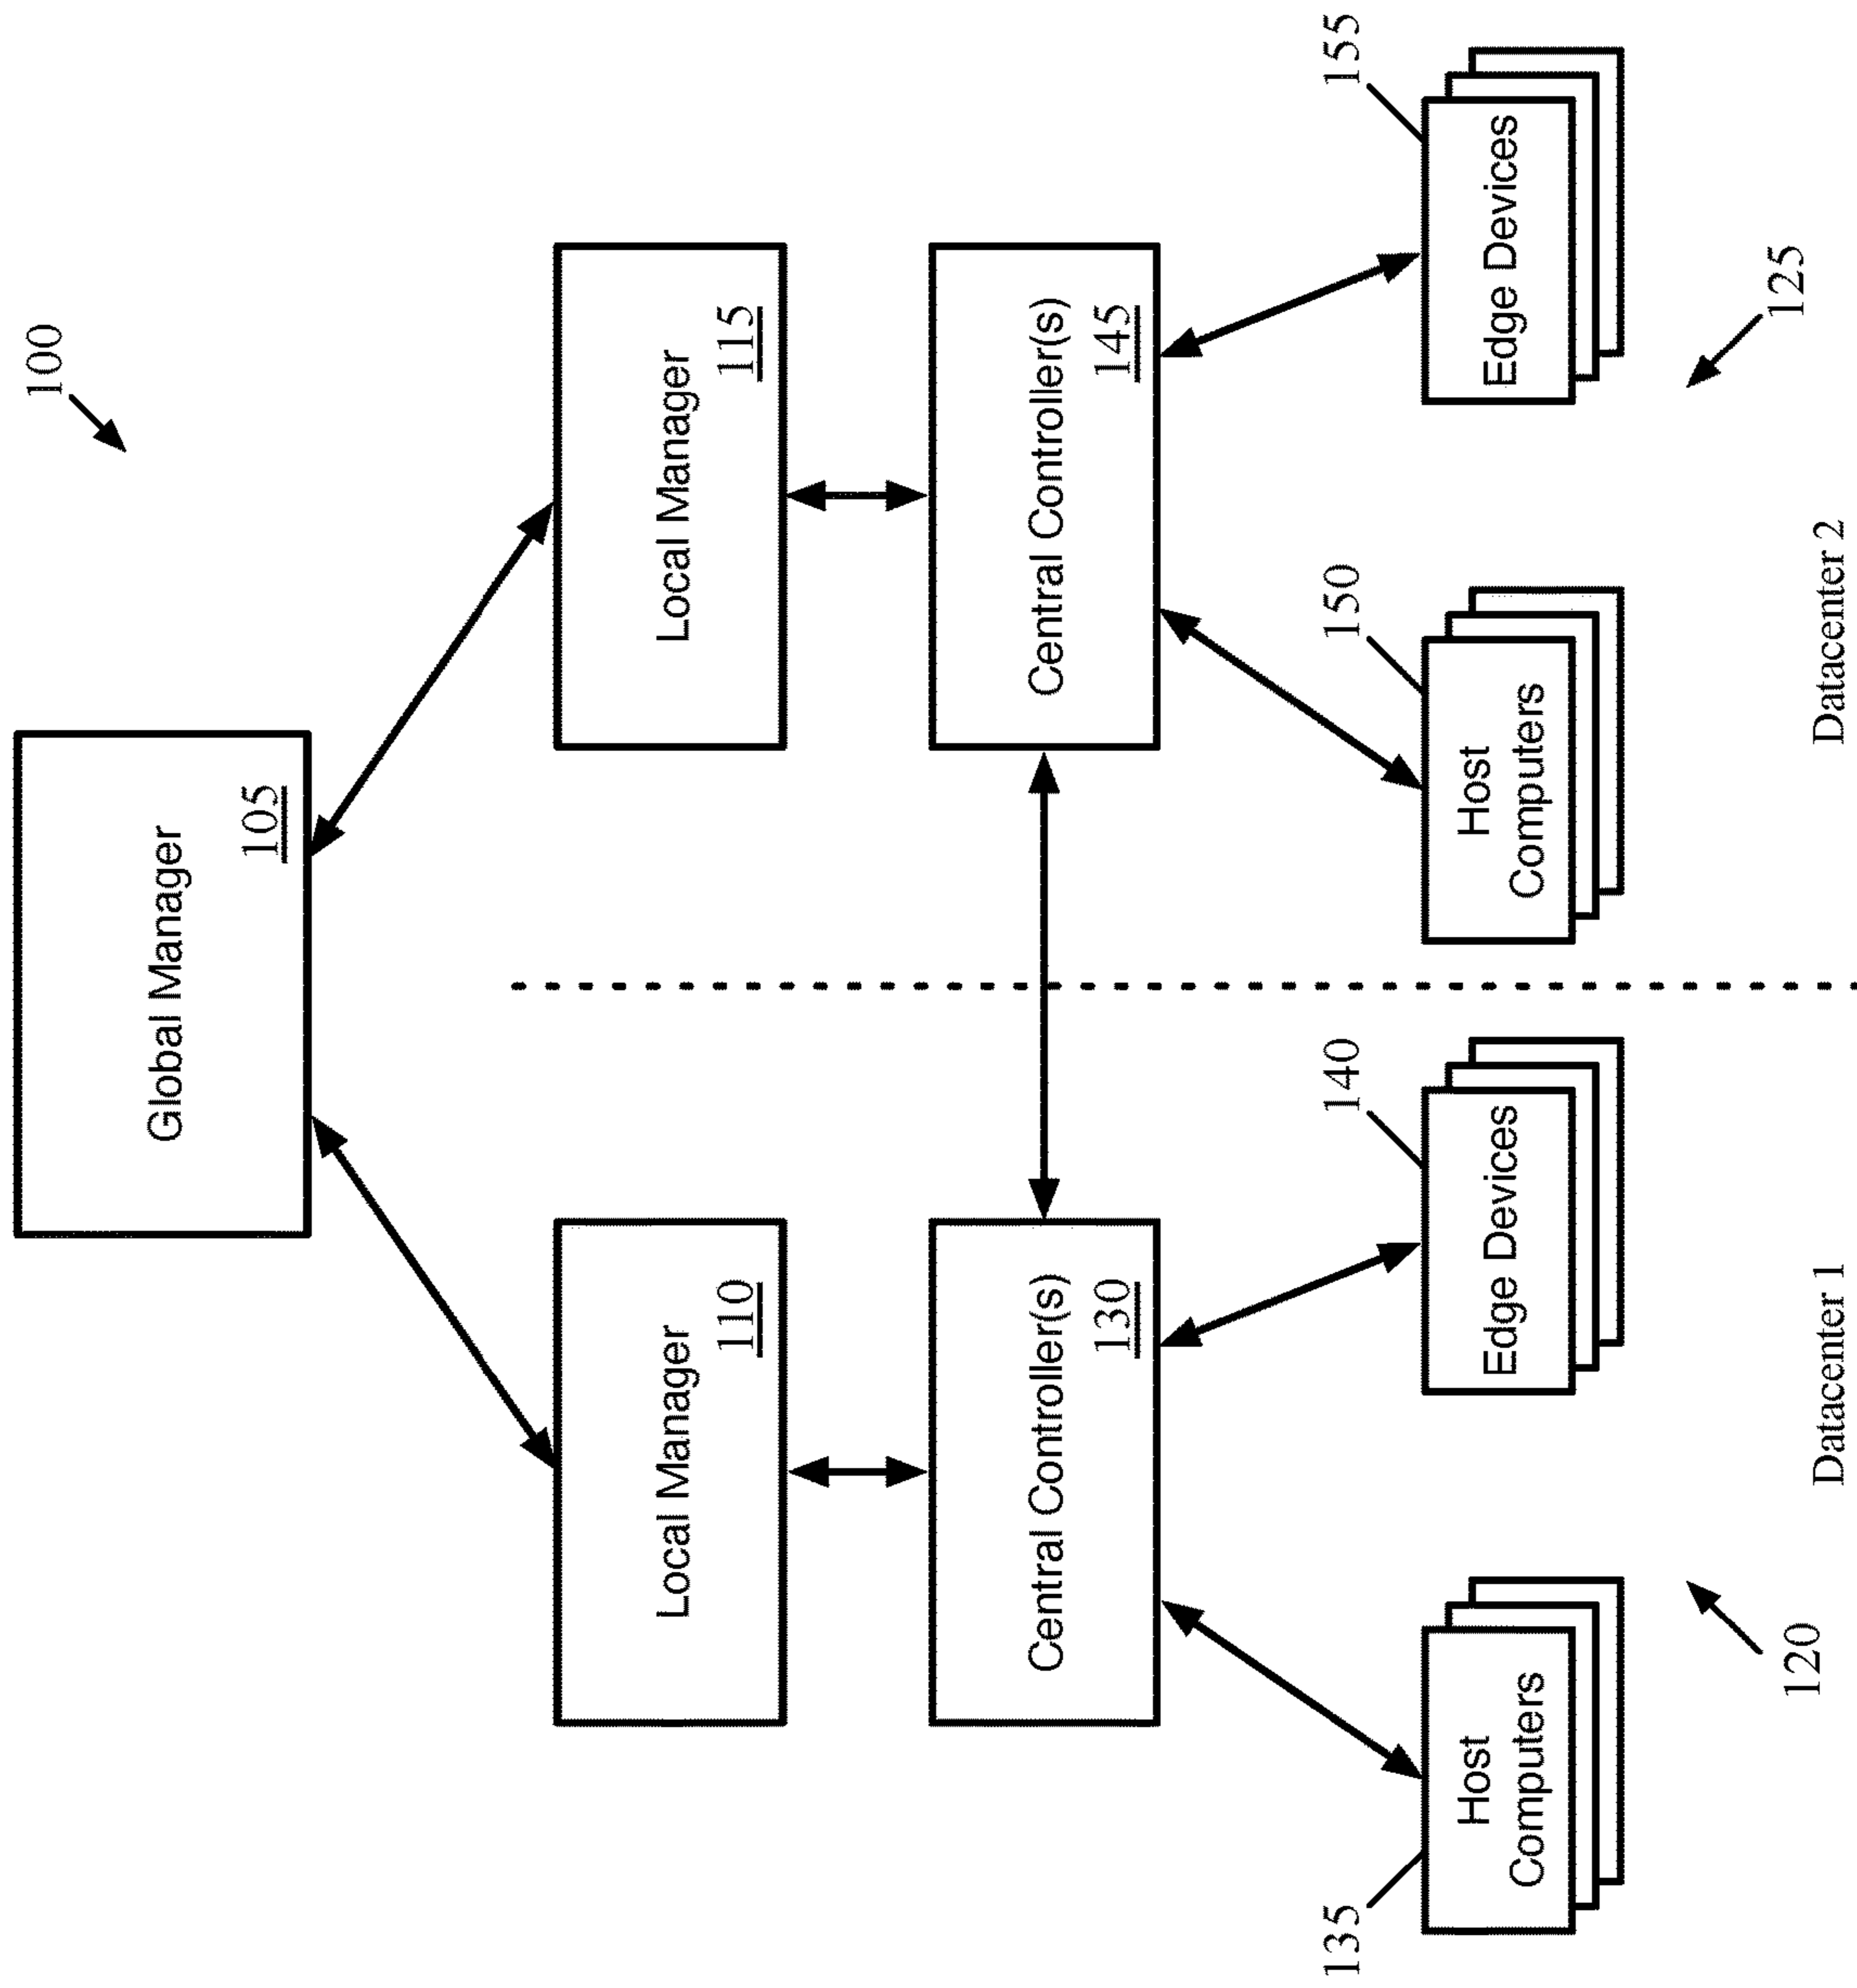 100
Global Manager
105
Local Manager
110
Local Manager
115
Central Controller(s)
130
Central Controller(s)
145
135
Host
Computers
140
Edge Devices
150
Host
Computers
155
Edge Devices
120
Datacenter 1
125
Datacenter 2